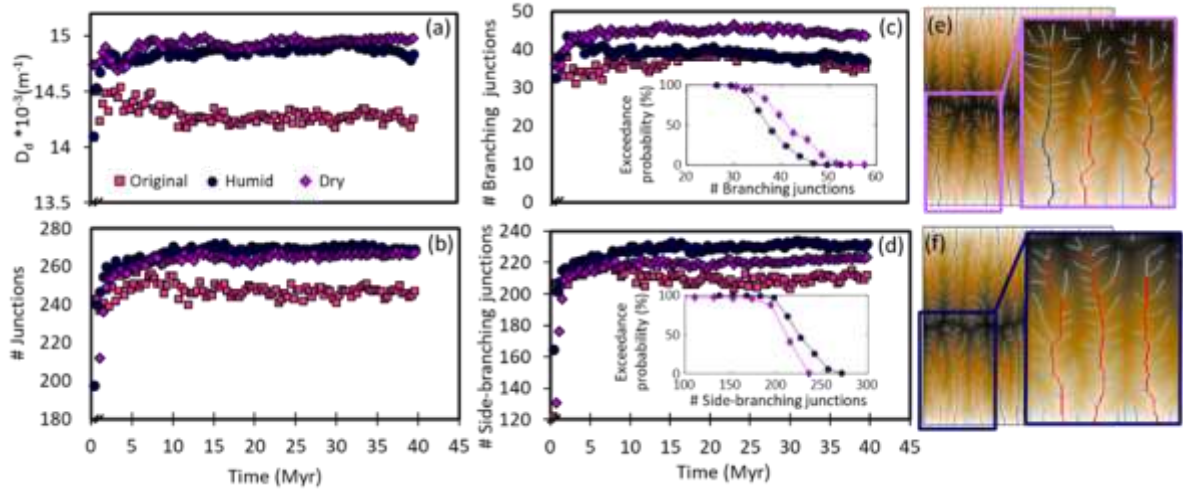 (a)
15
14.5
14
13.5
D_d *10⁻³(m⁻¹)
Original Humid Dry
(b)
280
260
240
220
200
180
# Junctions
0 5 10 15 20 25 30 35 40 45
Time (Myr)
(c)
50
40
30
20
10
0
# Branching junctions
Exceedance
probability (%)
100
50
0
20 40 60
# Branching junctions
(d)
240
220
200
180
160
140
120
# Side-branching junctions
Exceedance
probability (%)
100
50
0
100 150 200 250 300
# Side-branching junctions
0 5 10 15 20 25 30 35 40 45
Time (Myr)
(e)
(f)